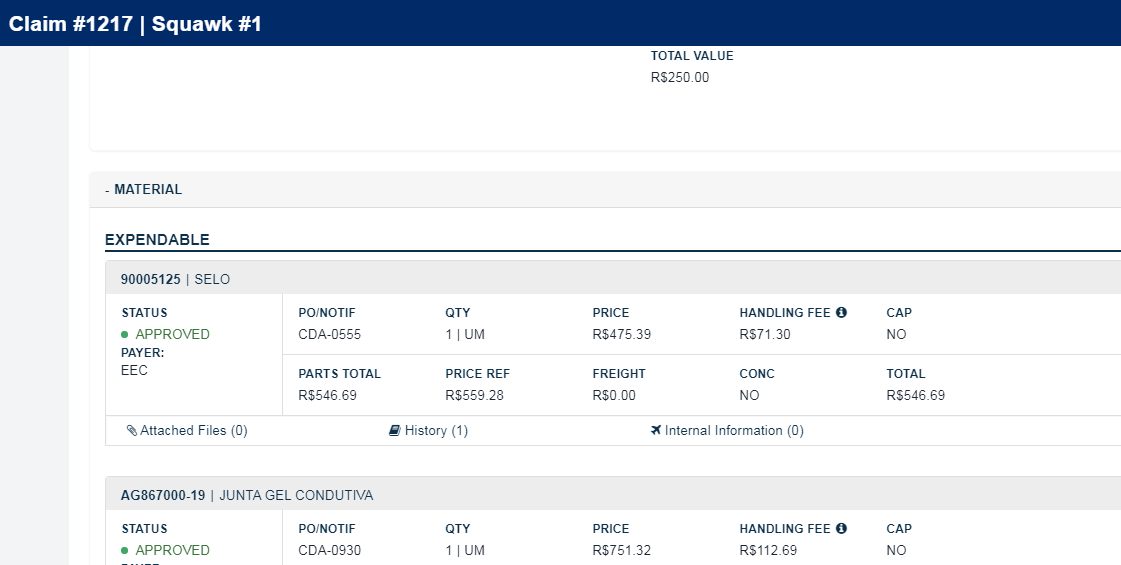 Claim #1217 | Squawk #1
TOTAL VALUE
R$250.00
- MATERIAL
EXPENDABLE
90005125 | SELO
STATUS PO/NOTIF QTY PRICE HANDLING FEE CAP
APPROVED CDA-0555 1 | UM R$475.39 R$71.30 NO
PAYER:
EEC
PARTS TOTAL PRICE REF FREIGHT CONC TOTAL
R$546.69 R$559.28 R$0.00 NO R$546.69
Attached Files (0) History (1) Internal Information (0)
AG867000-19 | JUNTA GEL CONDUTIVA
STATUS PO/NOTIF QTY PRICE HANDLING FEE CAP
APPROVED CDA-0930 1 | UM R$751.32 R$112.69 NO